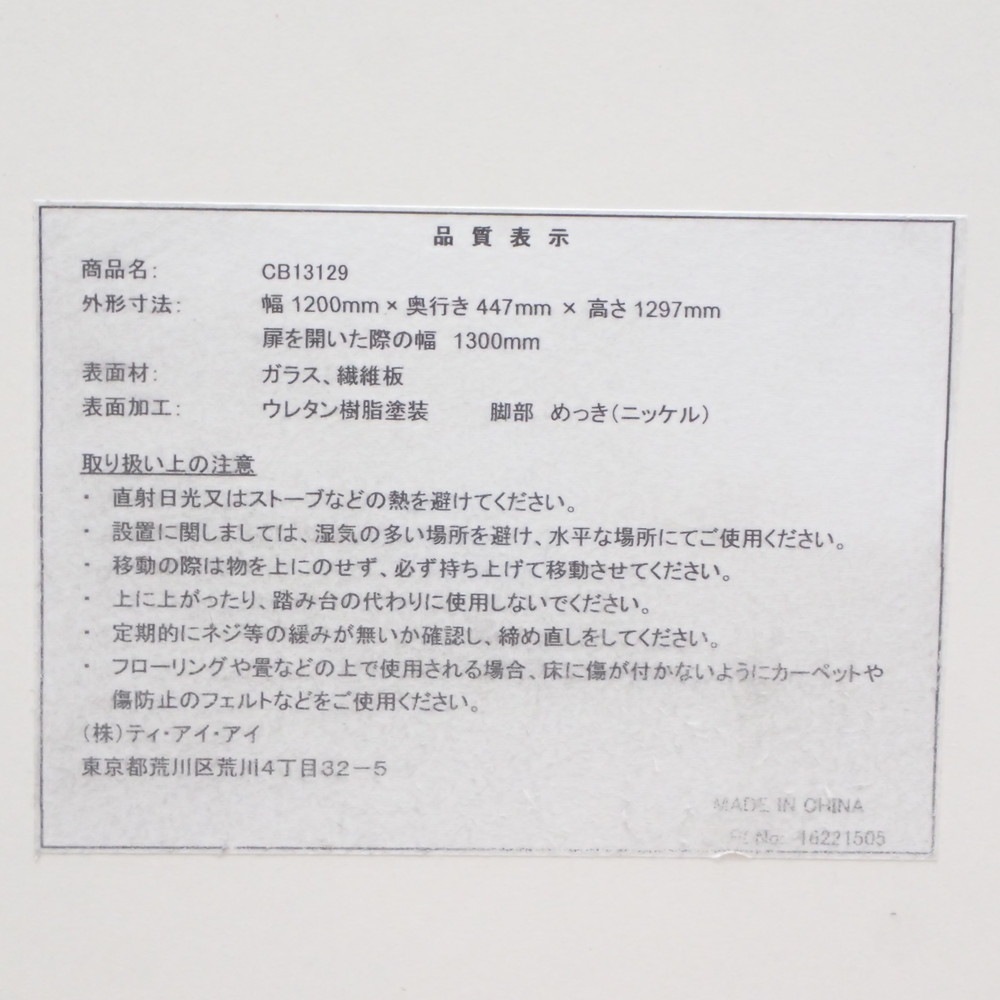 品質表示
商品名: CB13129
外形寸法: 幅 1200mm × 奥行き 447mm × 高さ 1297mm
扉を開いた際の幅 1300mm
表面材: ガラス、繊維板
表面加工: ウレタン樹脂塗装 脚部 めっき(ニッケル)
取り扱い上の注意
・ 直射日光又はストーブなどの熱を避けてください。
・ 設置に関しましては、湿気の多い場所を避け、水平な場所にてご使用ください。
・ 移動の際は物を上にのせず、必ず持ち上げて移動させてください。
・ 上に上がったり、踏み台の代わりに使用しないでください。
・ 定期的にネジ等の緩みが無いか確認し、締め直しをしてください。
・ フローリングや畳などの上で使用される場合、床に傷が付かないようにカーペットや
傷防止のフェルトなどをご使用ください。
(株)ティ・アイ・アイ
東京都荒川区荒川4丁目32-5
MADE IN CHINA
No: 16221505